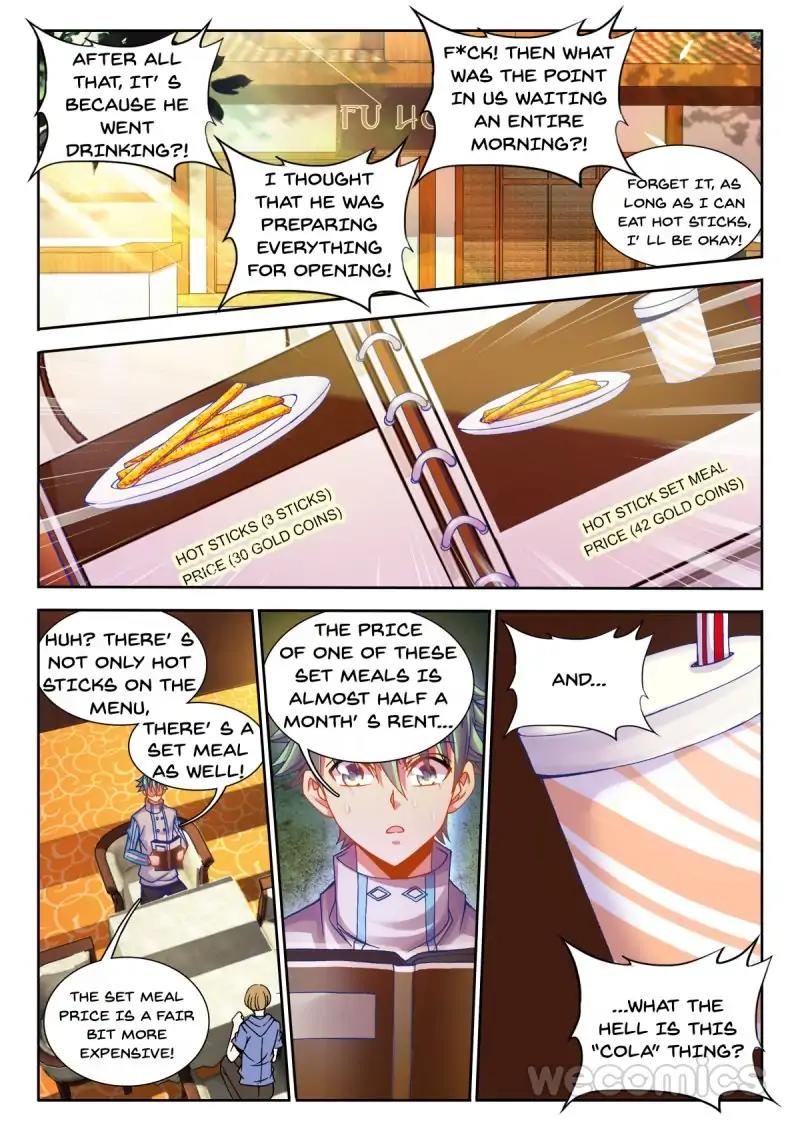 AFTER ALL
THAT, IT' S
BECAUSE HE
WENT
DRINKING?!
F*CK! THEN WHAT
WAS THE POINT
IN US WAITING
AN ENTIRE
MORNING?!
FU
I THOUGHT
THAT HE WAS
PREPARING
EVERYTHING
FOR OPENING!
FORGET IT, AS
LONG AS I CAN
EAT HOT STICKS,
I' LL BE OKAY!
HOT STICKS (3 STICKS)
PRICE (30 GOLD COINS)
HOT STICK SET MEAL
PRICE (42 GOLD COINS)
HUH? THERE' S
NOT ONLY HOT
STICKS ON THE
MENU,
THERE' S A
SET MEAL
AS WELL!
THE SET MEAL
PRICE IS A FAIR
BIT MORE
EXPENSIVE!
THE PRICE
OF ONE OF THESE
SET MEALS IS
ALMOST HALF A
MONTH' S RENT...
AND...
...WHAT THE
HELL IS THIS
"COLA" THING?
wecomics